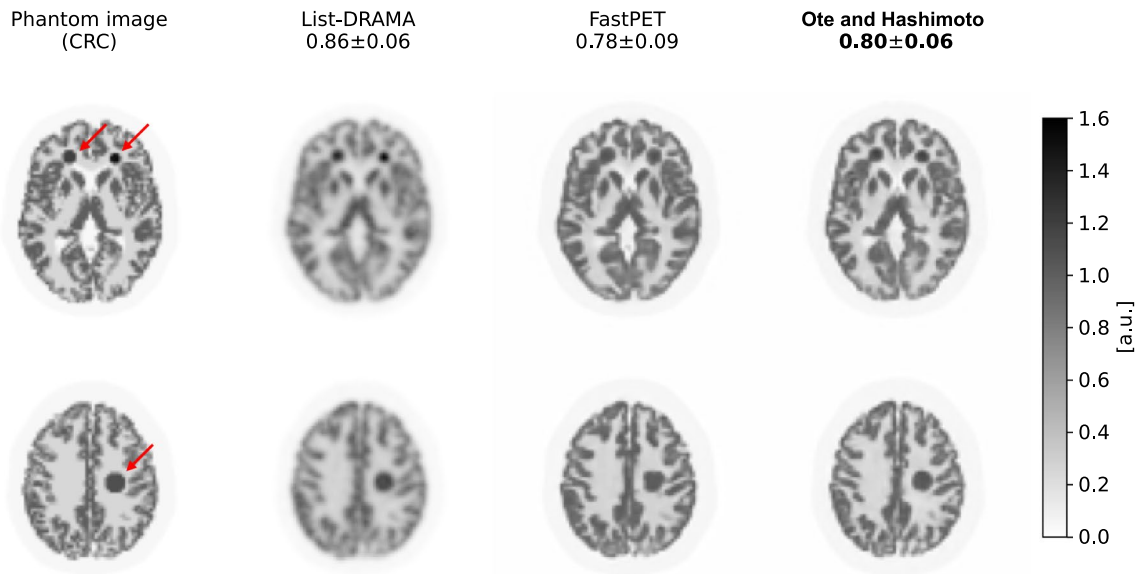 Phantom image
(CRC)
List-DRAMA
0.86±0.06
FastPET
0.78±0.09
Ote and Hashimoto
0.80±0.06
1.6
1.4
1.2
1.0
0.8
0.6
0.4
0.2
0.0
[a.u.]